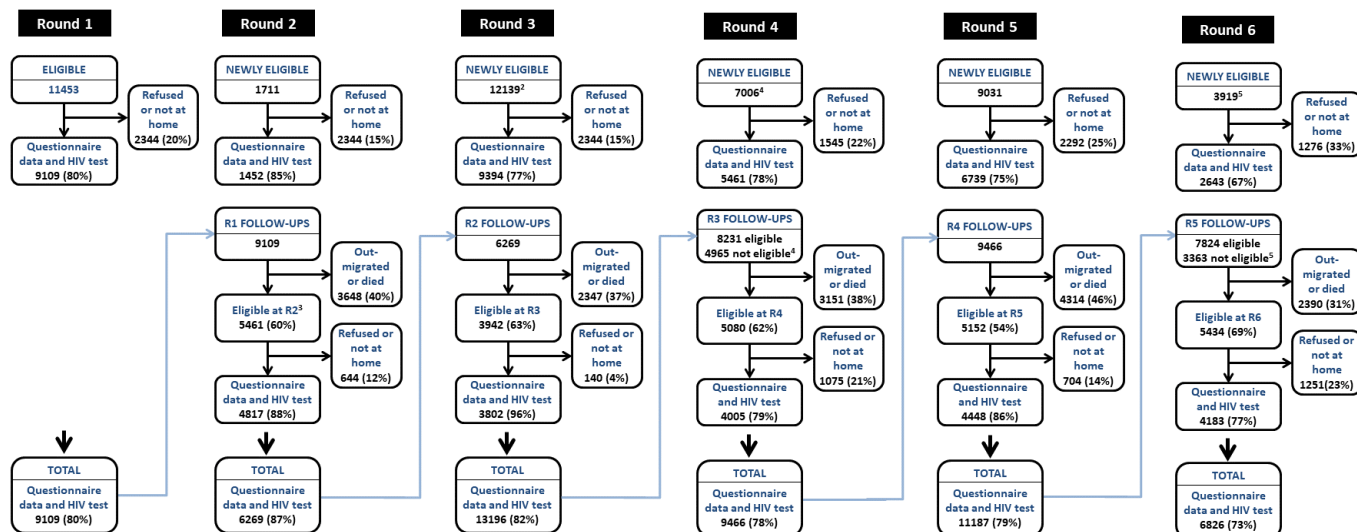 Round 1
ELIGIBLE
11453
Refused
or not at
home
2344 (20%)
Questionnaire
data and HIV test
9109 (80%)
TOTAL
Questionnaire
data and HIV test
9109 (80%)
Round 2
NEWLY ELIGIBLE
1711
Refused
or not at
home
2344 (15%)
Questionnaire
data and HIV test
1452 (85%)
R1 FOLLOW-UPS
9109
Out-
migrated
or died
3648 (40%)
Eligible at R2³
5461 (60%)
Refused or
not at
home
644 (12%)
Questionnaire
data and HIV test
4817 (88%)
TOTAL
Questionnaire
data and HIV test
6269 (87%)
Round 3
NEWLY ELIGIBLE
12139²
Refused
or not at
home
2344 (15%)
Questionnaire
data and HIV test
9394 (77%)
R2 FOLLOW-UPS
6269
Out-
migrated
or died
2347 (37%)
Eligible at R3
3942 (63%)
Refused or
not at
home
140 (4%)
Questionnaire
data and HIV test
3802 (96%)
TOTAL
Questionnaire
data and HIV test
13196 (82%)
Round 4
NEWLY ELIGIBLE
7006⁴
Refused
or not at
home
1545 (22%)
Questionnaire
data and HIV test
5461 (78%)
R3 FOLLOW-UPS
8231 eligible
4965 not eligible⁴
Out-
migrated
or died
3151 (38%)
Eligible at R4
5080 (62%)
Refused or
not at
home
1075 (21%)
Questionnaire
and HIV test
4005 (79%)
TOTAL
Questionnaire
data and HIV test
9466 (78%)
Round 5
NEWLY ELIGIBLE
9031
Refused
or not at
home
2292 (25%)
Questionnaire
data and HIV test
6739 (75%)
R4 FOLLOW-UPS
9466
Out-
migrated
or died
4314 (46%)
Eligible at R5
5152 (54%)
Refused or
not at
home
704 (14%)
Questionnaire
and HIV test
4448 (86%)
TOTAL
Questionnaire
data and HIV test
11187 (79%)
Round 6
NEWLY ELIGIBLE
3919⁵
Refused
or not at
home
1276 (33%)
Questionnaire
data and HIV test
2643 (67%)
R5 FOLLOW-UPS
7824 eligible
3363 not eligible⁵
Out-
migrated
or died
2390 (31%)
Eligible at R6
5434 (69%)
Refused or
not at
home
1251(23%)
Questionnaire
and HIV test
4183 (77%)
TOTAL
Questionnaire
data and HIV test
6826 (73%)